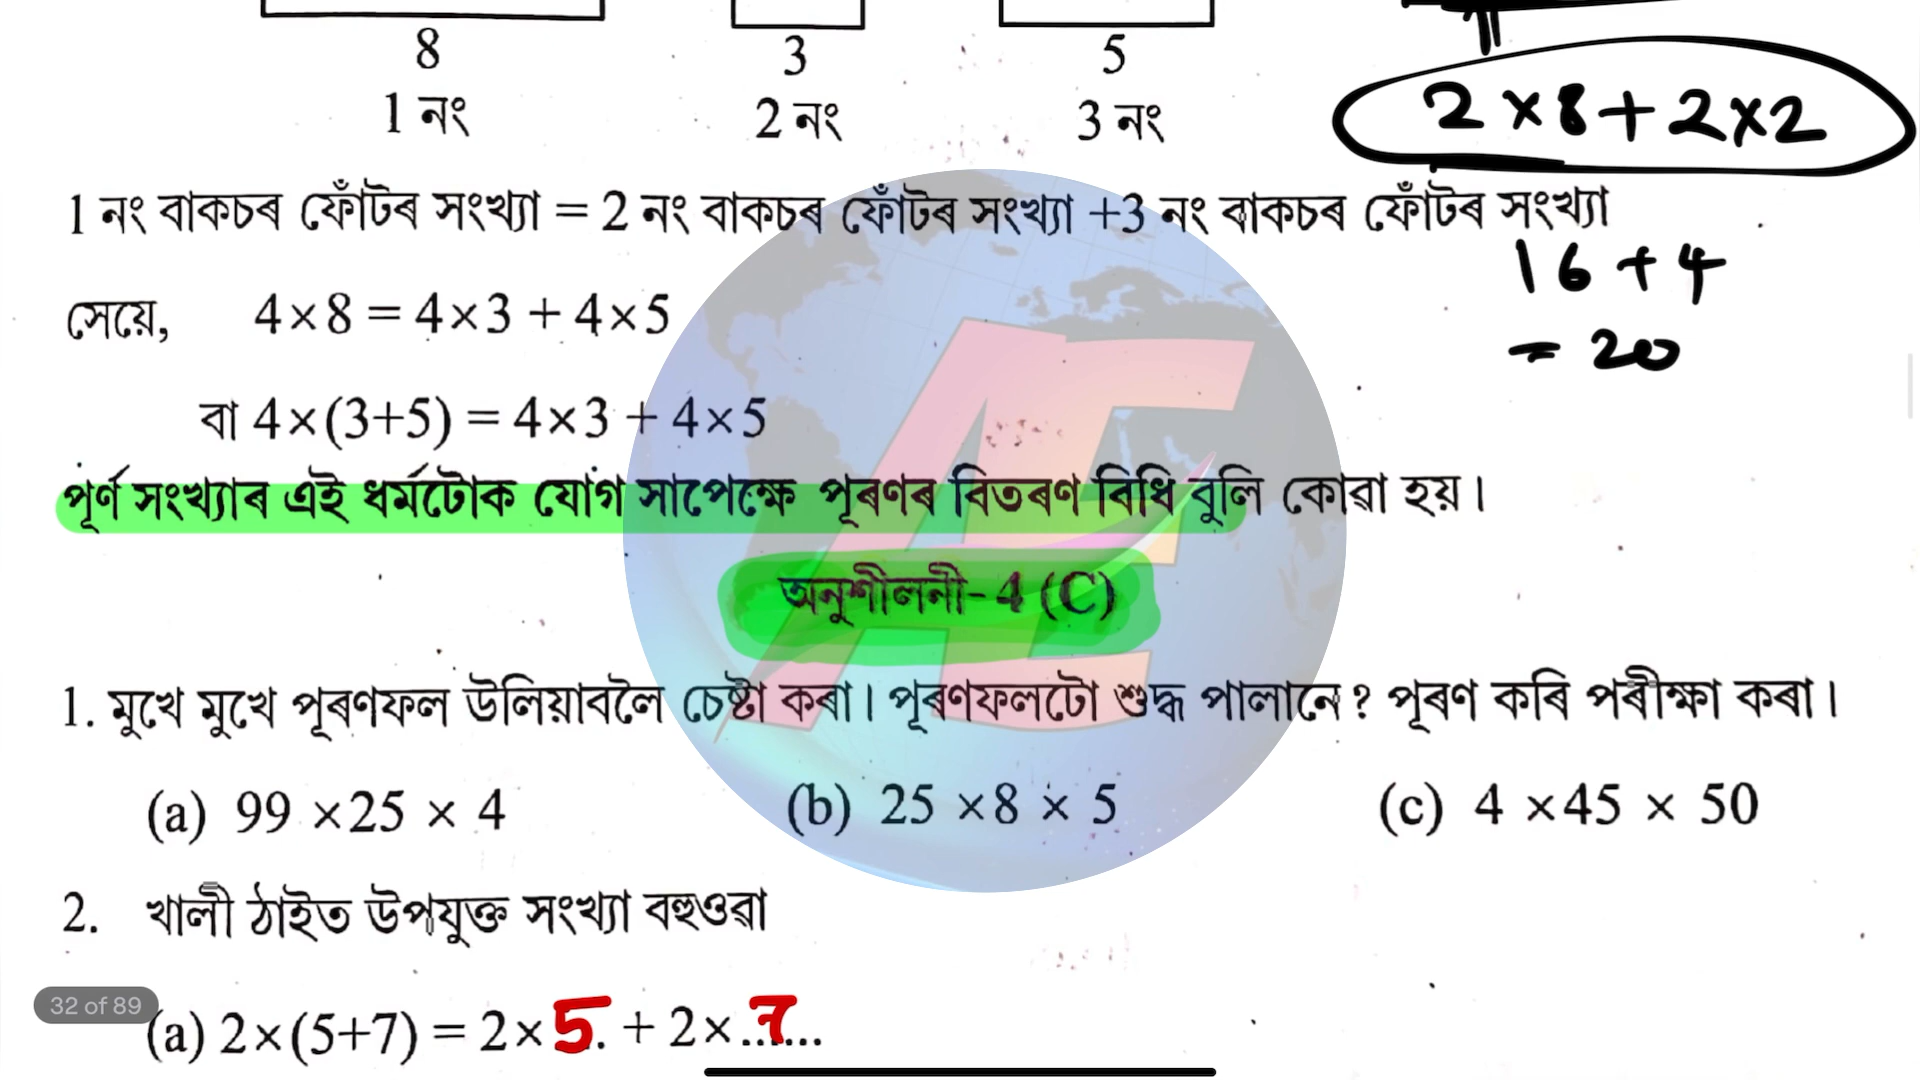 8 3 5
1 নং 2 নং 3 নং
2×8+2×2
1 নং বাকচৰ ফোঁটৰ সংখ্যা = 2 নং বাকচৰ ফোঁটৰ সংখ্যা +3 নং বাকচৰ ফোঁটৰ সংখ্যা
16+4
সেয়ে, 4×8 = 4×3 + 4×5
= 20
বা 4×(3+5) = 4×3 + 4×5
পূৰ্ণ সংখ্যাৰ এই ধৰ্মটোক যোগ সাপেক্ষে পূৰণৰ বিতৰণ বিধি বুলি কোৱা হয়।
AE
অনুশীলনী- 4 (C)
1. মুখে মুখে পূৰণফল উলিয়াবলৈ চেষ্টা কৰা। পূৰণফলটো শুদ্ধ পালানে? পূৰণ কৰি পৰীক্ষা কৰা।
(a) 99 ×25 × 4 (b) 25 ×8 × 5 (c) 4 ×45 × 50
2. খালী ঠাইত উপযুক্ত সংখ্যা বহুওৱা
32 of 89
(a) 2×(5+7) = 2×5. + 2×.7....